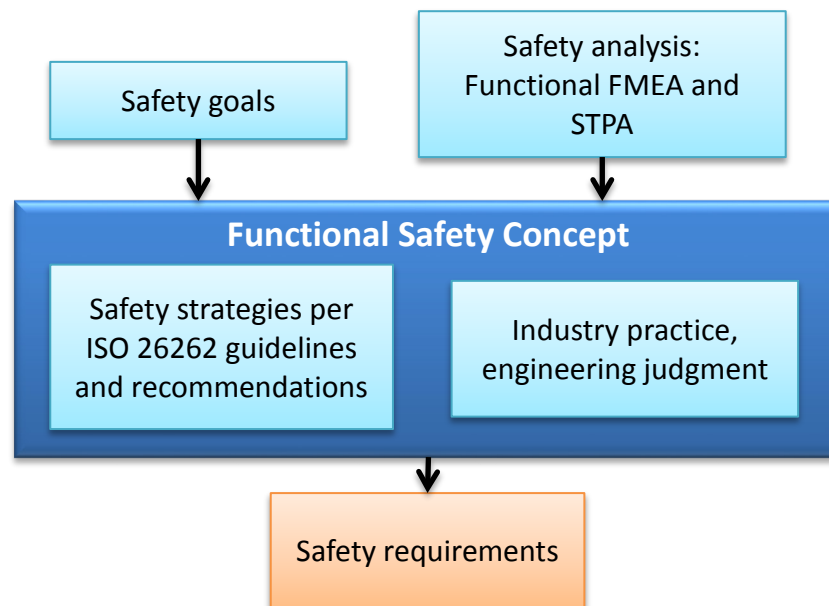 Safety goals
Safety analysis:
Functional FMEA and
STPA
Functional Safety Concept
Safety strategies per
ISO 26262 guidelines
and recommendations
Industry practice,
engineering judgment
Safety requirements